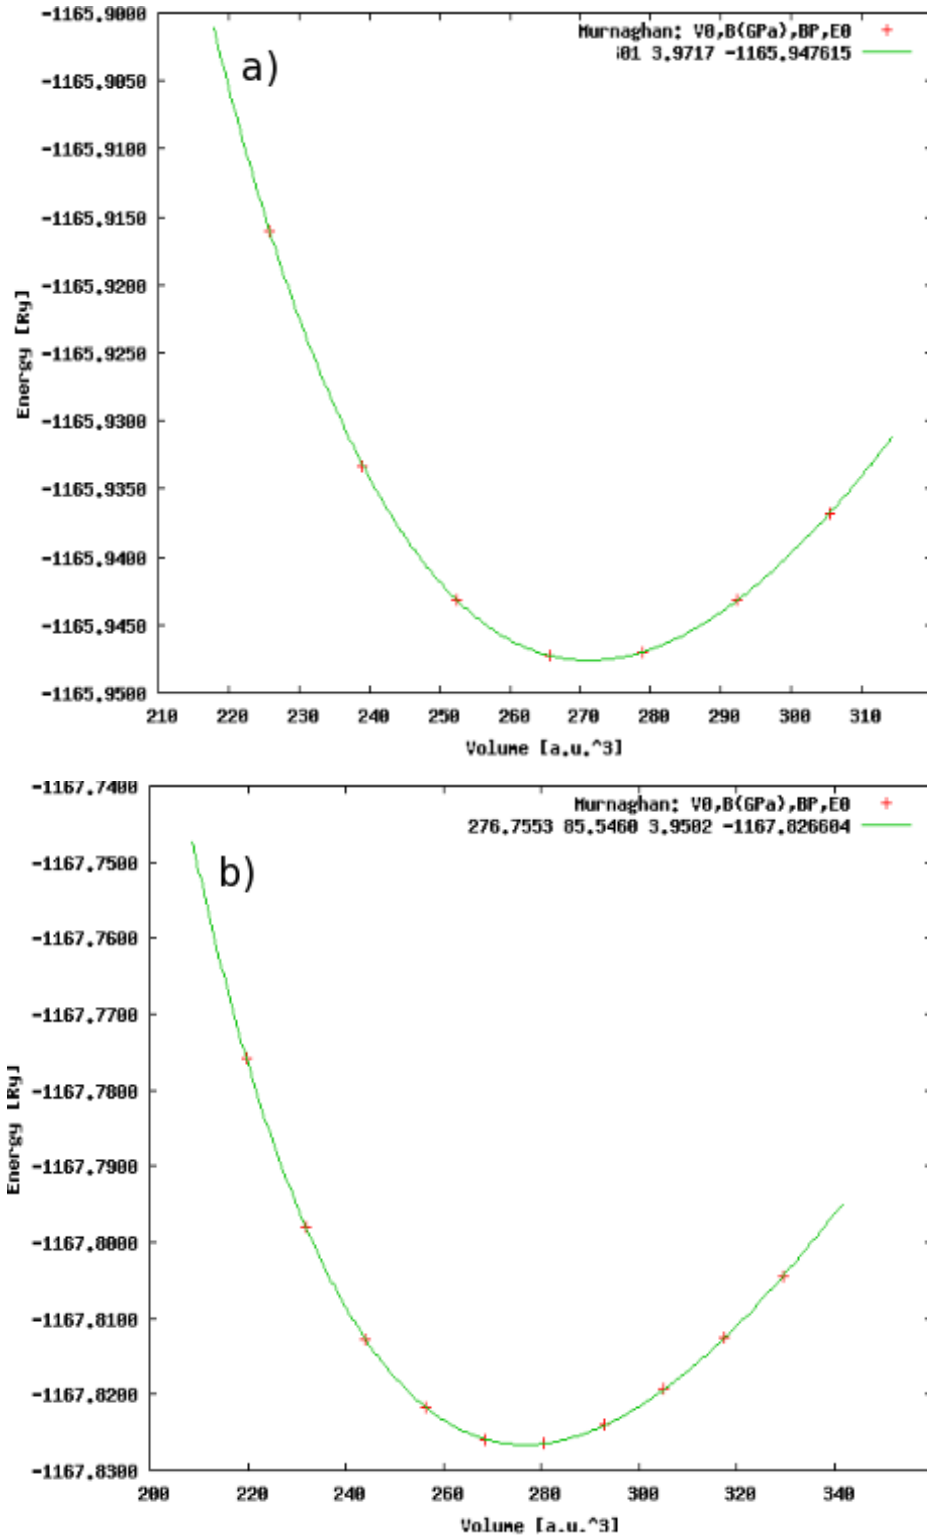 -1165.9000
Murnaghan: V0,B(GPa),BP,E0
601 3.9717 -1165.947615
a)
-1165.9050
-1165.9100
-1165.9150
-1165.9200
-1165.9250
-1165.9300
-1165.9350
-1165.9400
-1165.9450
-1165.9500
Energy [Ry]
210 220 230 240 250 260 270 280 290 300 310
Volume [a.u.^3]
-1167.7400
Murnaghan: V0,B(GPa),BP,E0
276.7553 85.5460 3.9502 -1167.826604
b)
-1167.7500
-1167.7600
-1167.7700
-1167.7800
-1167.7900
-1167.8000
-1167.8100
-1167.8200
-1167.8300
Energy [Ry]
200 220 240 260 280 300 320 340
Volume [a.u.^3]